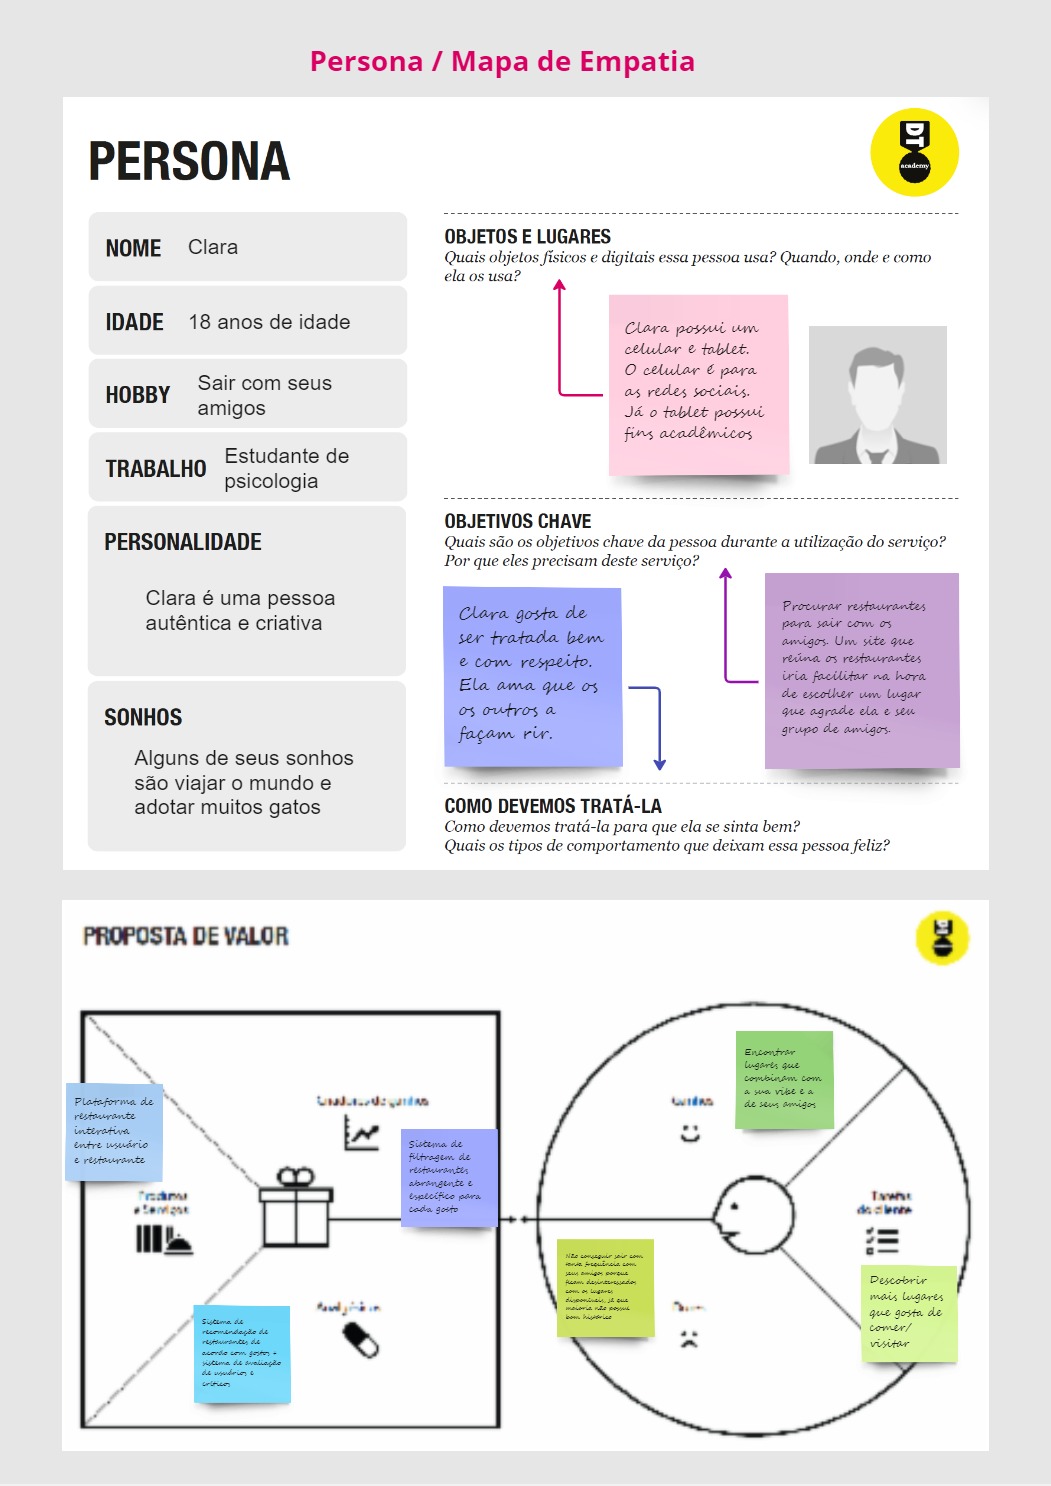 Persona / Mapa de Empatia
PERSONA
DT
academy
NOME Clara
IDADE 18 anos de idade
HOBBY Sair com seus
amigos
TRABALHO Estudante de
psicologia
PERSONALIDADE
Clara é uma pessoa
autêntica e criativa
SONHOS
Alguns de seus sonhos
são viajar o mundo e
adotar muitos gatos
OBJETOS E LUGARES
Quais objetos físicos e digitais essa pessoa usa? Quando, onde e como
ela os usa?
Clara possui um
celular e tablet.
O celular é para
as redes sociais.
Já o tablet possui
fins acadêmicos
OBJETIVOS CHAVE
Quais são os objetivos chave da pessoa durante a utilização do serviço?
Por que eles precisam deste serviço?
Clara gosta de
ser tratada bem
e com respeito.
Ela ama que os
os outros a
façam rir.
Procurar restaurantes
para sair com os
amigos. Um site que
reúna os restaurantes
iria facilitar na hora
de escolher um lugar
que agrade ela e seu
grupo de amigos.
COMO DEVEMOS TRATÁ-LA
Como devemos tratá-la para que ela se sinta bem?
Quais os tipos de comportamento que deixam essa pessoa feliz?
PROPOSTA DE VALOR
DT
Plataforma de
restaurante
interativa
entre usuário
e restaurante
Produtos
e Serviços
Criadores de ganhos
Sistema de
filtragem de
restaurantes
abrangente e
específico para
cada gosto
Sistema de
recomendação de
restaurantes de
acordo com gostos +
sistema de avaliação
de usuários e
críticos
Ganhos
Encontrar
lugares que
combinam com
a sua vibe e a
de seus amigos
Não conseguir sair com
tanta frequência com
seus amigos porque
ficam desinteressados
com os lugares
disponíveis, já que
maioria não possui
bom histórico
Dores
Tarefas
do cliente
Descobrir
mais lugares
que gosta de
comer/
visitar